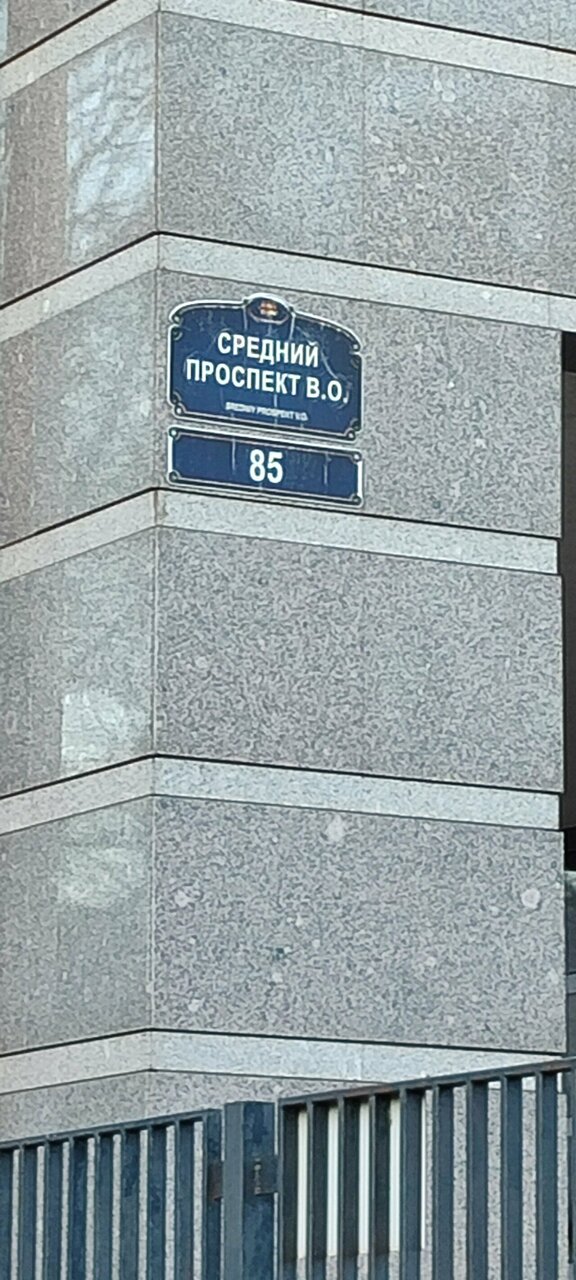 СРЕДНИЙ
ПРОСПЕКТ В.О.
SREDNIY PROSPEKT V.O.
85